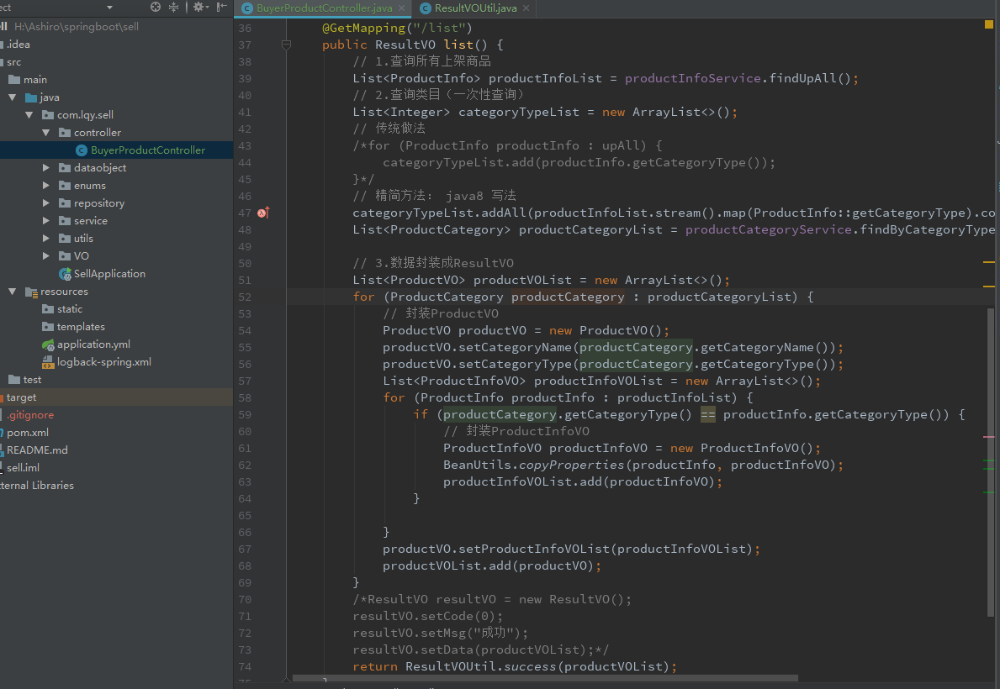 ect
BuyerProductController.java
ResultVOUtil.java
ll H:\Ashiro\springboot\sell
.idea
src
main
java
com.lqy.sell
controller
BuyerProductController
dataobject
enums
repository
service
utils
VO
SellApplication
resources
static
templates
application.yml
logback-spring.xml
test
target
.gitignore
pom.xml
README.md
sell.iml
ternal Libraries
36 @GetMapping("/list")
37 public ResultVO list() {
38 // 1.查询所有上架商品
39 List<ProductInfo> productInfoList = productInfoService.findUpAll();
40 // 2.查询类目（一次性查询）
41 List<Integer> categoryTypeList = new ArrayList<>();
42 // 传统做法
43 /*for (ProductInfo productInfo : upAll) {
44 categoryTypeList.add(productInfo.getCategoryType());
45 }*/
46 // 精简方法： java8 写法
47 categoryTypeList.addAll(productInfoList.stream().map(ProductInfo::getCategoryType).co
48 List<ProductCategory> productCategoryList = productCategoryService.findByCategoryType
49
50 // 3.数据封装成ResultVO
51 List<ProductVO> productVOList = new ArrayList<>();
52 for (ProductCategory productCategory : productCategoryList) {
53 // 封装ProductVO
54 ProductVO productVO = new ProductVO();
55 productVO.setCategoryName(productCategory.getCategoryName());
56 productVO.setCategoryType(productCategory.getCategoryType());
57 List<ProductInfoVO> productInfoVOList = new ArrayList<>();
58 for (ProductInfo productInfo : productInfoList) {
59 if (productCategory.getCategoryType() == productInfo.getCategoryType()) {
60 // 封装ProductInfoVO
61 ProductInfoVO productInfoVO = new ProductInfoVO();
62 BeanUtils.copyProperties(productInfo, productInfoVO);
63 productInfoVOList.add(productInfoVO);
64 }
65
66 }
67 productVO.setProductInfoVOList(productInfoVOList);
68 productVOList.add(productVO);
69 }
70 /*ResultVO resultVO = new ResultVO();
71 resultVO.setCode(0);
72 resultVO.setMsg("成功");
73 resultVO.setData(productVOList);*/
74 return ResultVOUtil.success(productVOList);